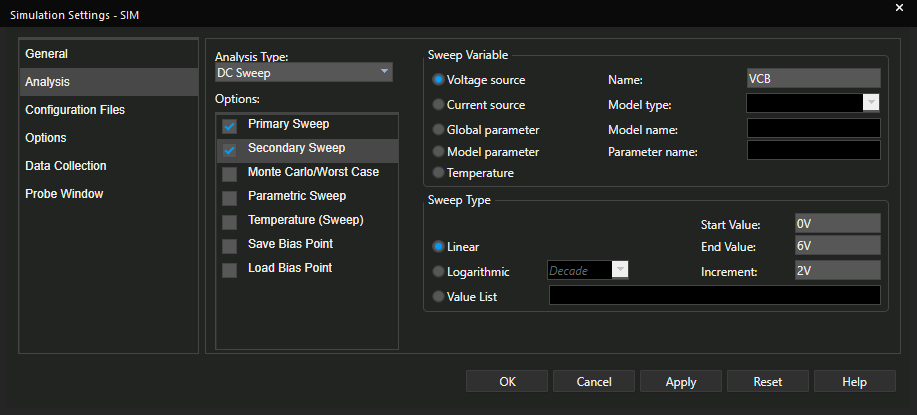 Simulation Settings - SIM
General
Analysis
Configuration Files
Options
Data Collection
Probe Window
Analysis Type:
DC Sweep
Options:
Primary Sweep
Secondary Sweep
Monte Carlo/Worst Case
Parametric Sweep
Temperature (Sweep)
Save Bias Point
Load Bias Point
Sweep Variable
Voltage source
Name:
VCB
Current source
Model type:
Global parameter
Model name:
Model parameter
Parameter name:
Temperature
Sweep Type
Start Value:
0V
Linear
End Value:
6V
Logarithmic
Decade
Increment:
2V
Value List
OK
Cancel
Apply
Reset
Help